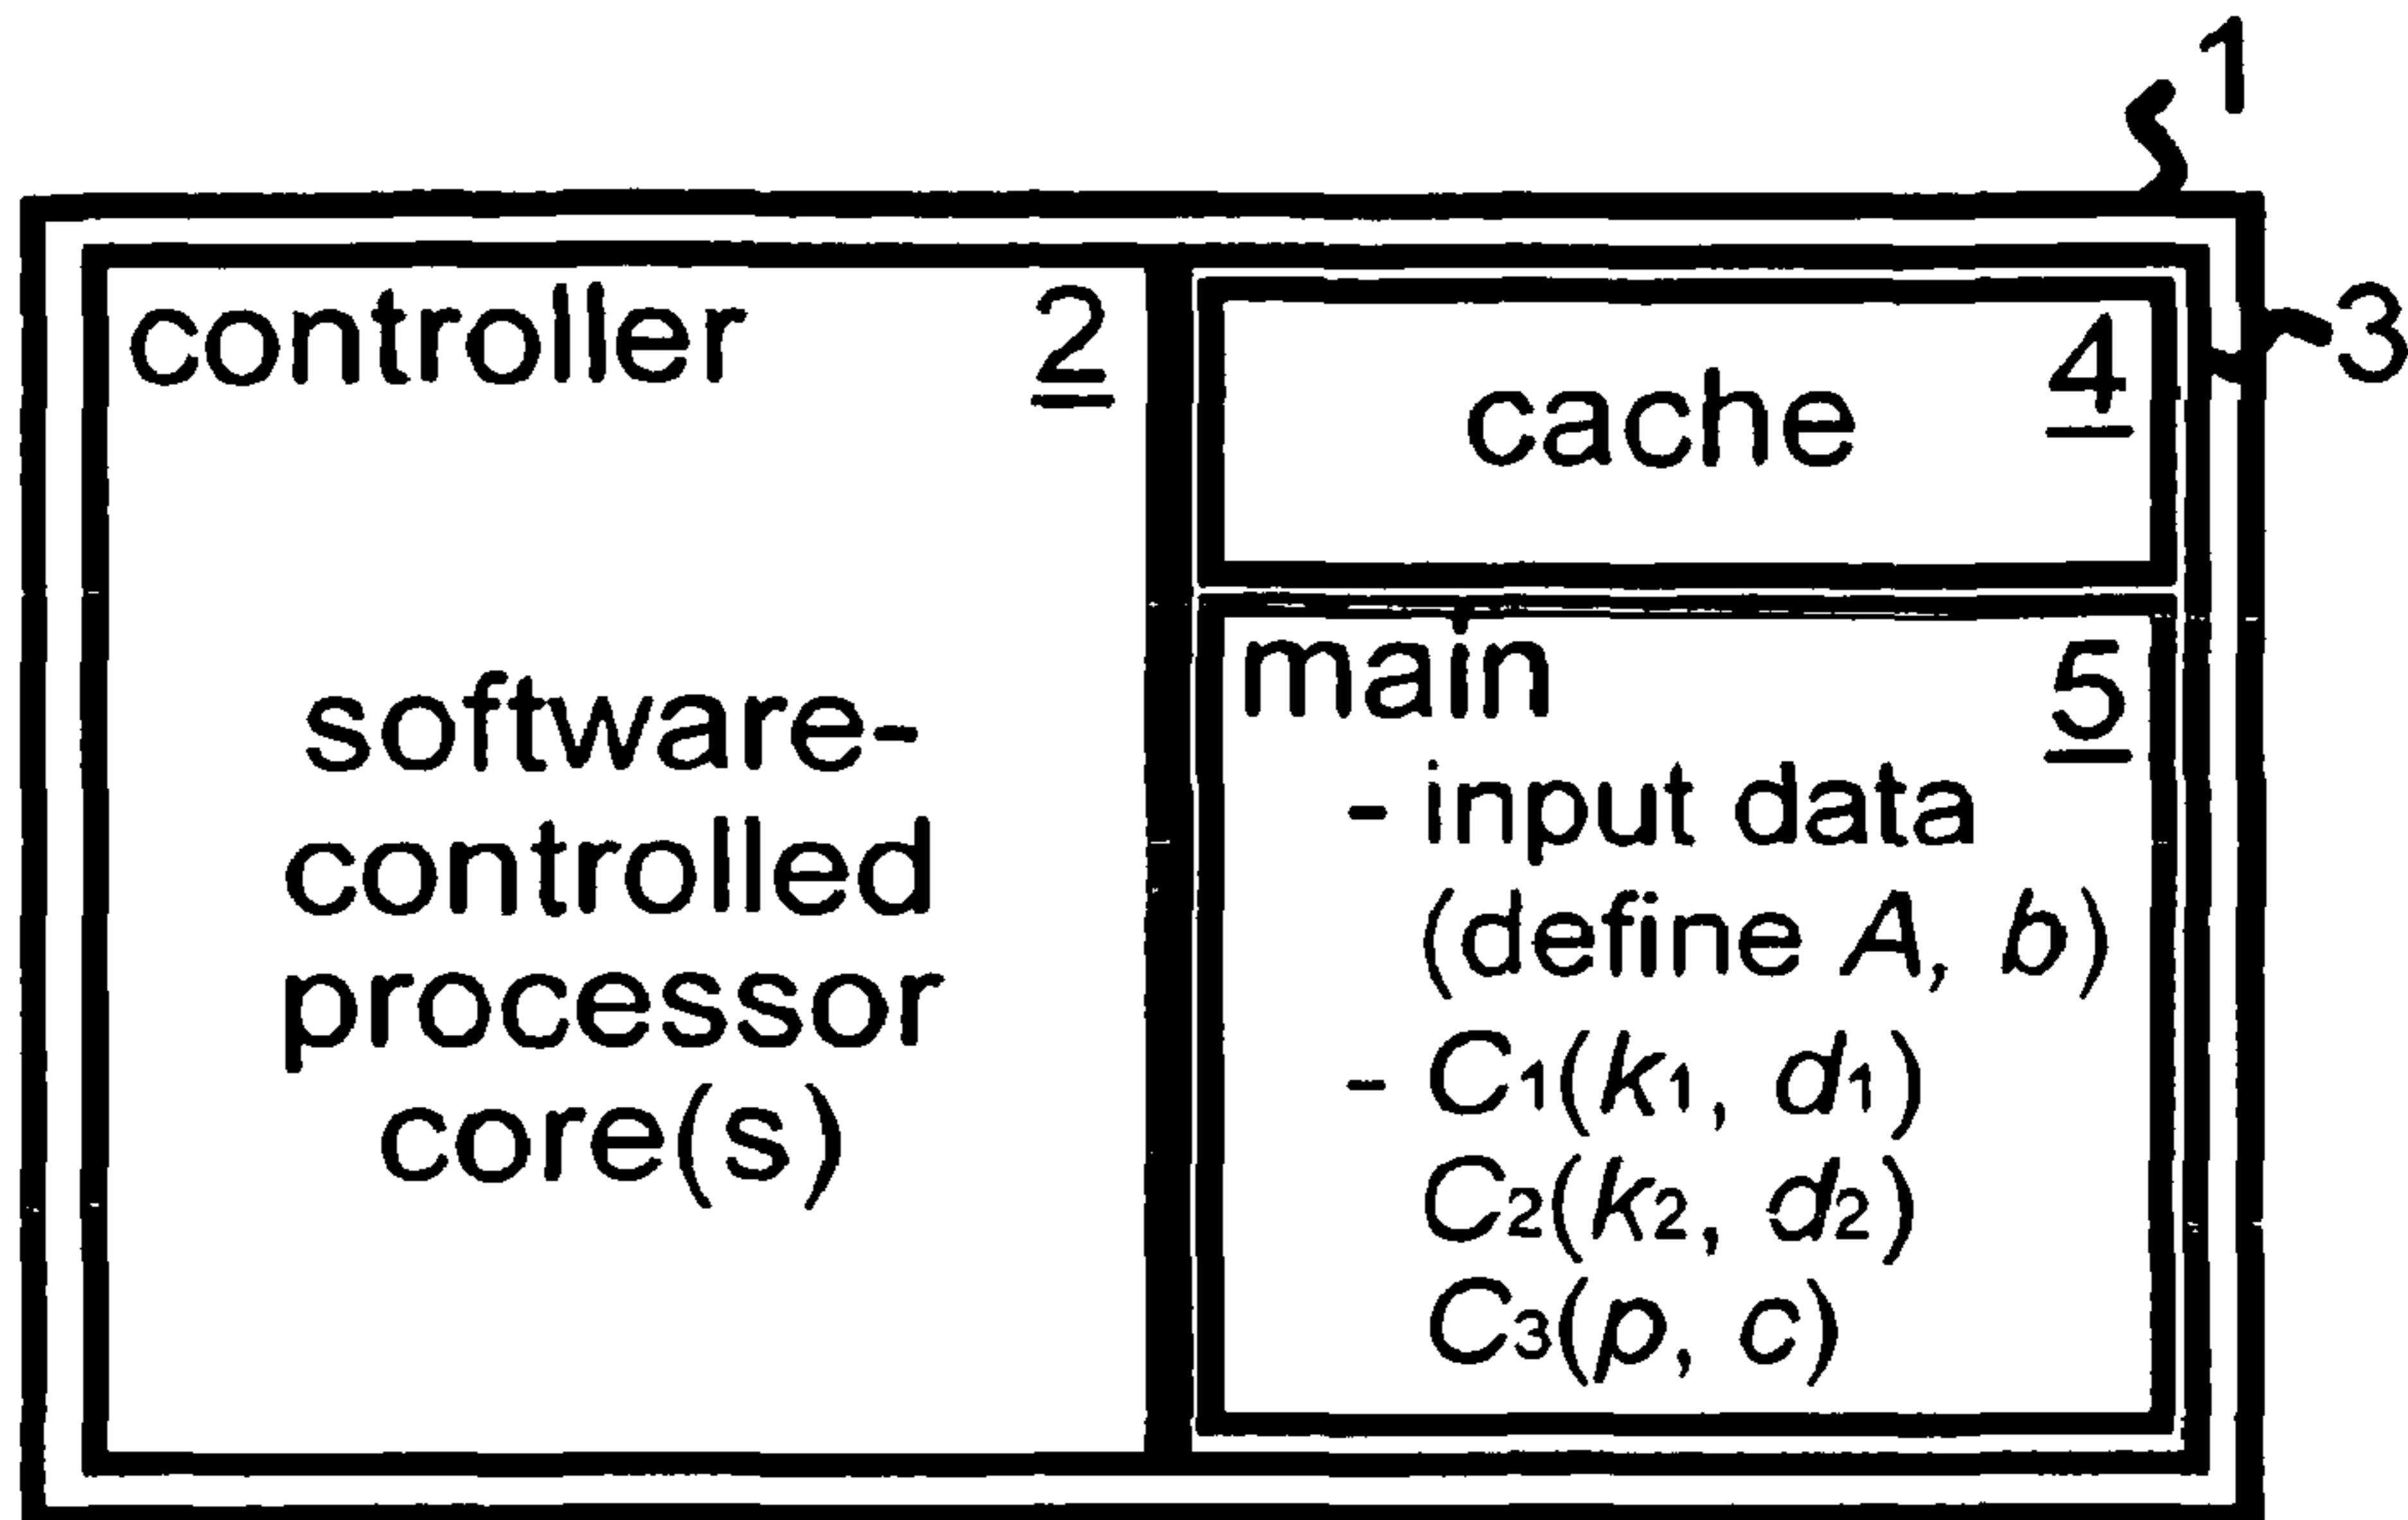 1
controller 2
software-
controlled
processor
core(s)
3
cache 4
main 5
- input data
(define A, b)
- C1(k1, d1)
C2(k2, d2)
C3(p, c)